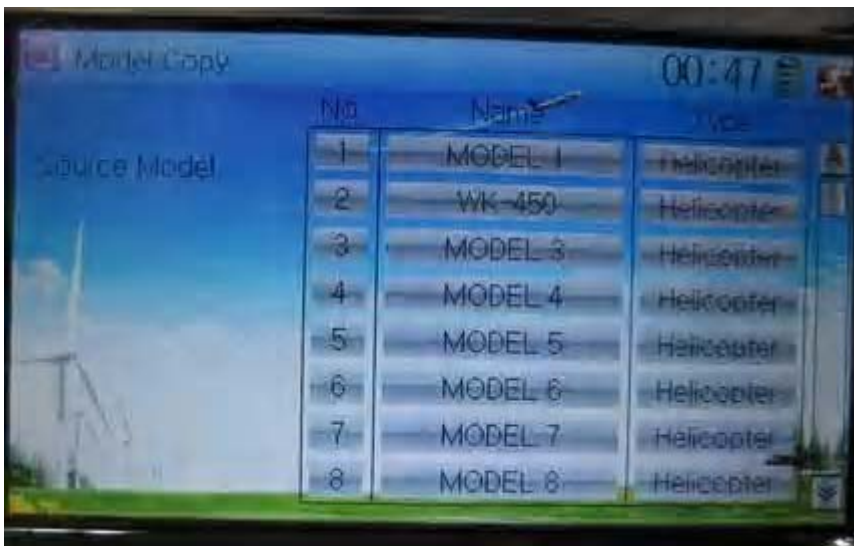 Model Copy 00:47
No. Name Type
Source Model
1 MODEL 1 Helicopter
2 WK-450 Helicopter
3 MODEL 3 Helicopter
4 MODEL 4 Helicopter
5 MODEL 5 Helicopter
6 MODEL 6 Helicopter
7 MODEL 7 Helicopter
8 MODEL 8 Helicopter